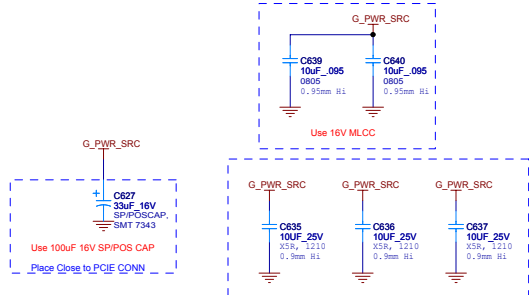 G_PWR_SRC
C639
10uF_.095
0805
0.95mm Hi
C640
10uF_.095
0805
0.95mm Hi
Use 16V MLCC
G_PWR_SRC
+
C627
33uF_16V
SP/POSCAP,
SMT 7343
Use 100uF 16V SP/POS CAP
Place Close to PCIE CONN
G_PWR_SRC
C635
10UF_25V
X5R, 1210
0.9mm Hi
G_PWR_SRC
C636
10UF_25V
X5R, 1210
0.9mm Hi
G_PWR_SRC
C637
10UF_25V
X5R, 1210
0.9mm Hi